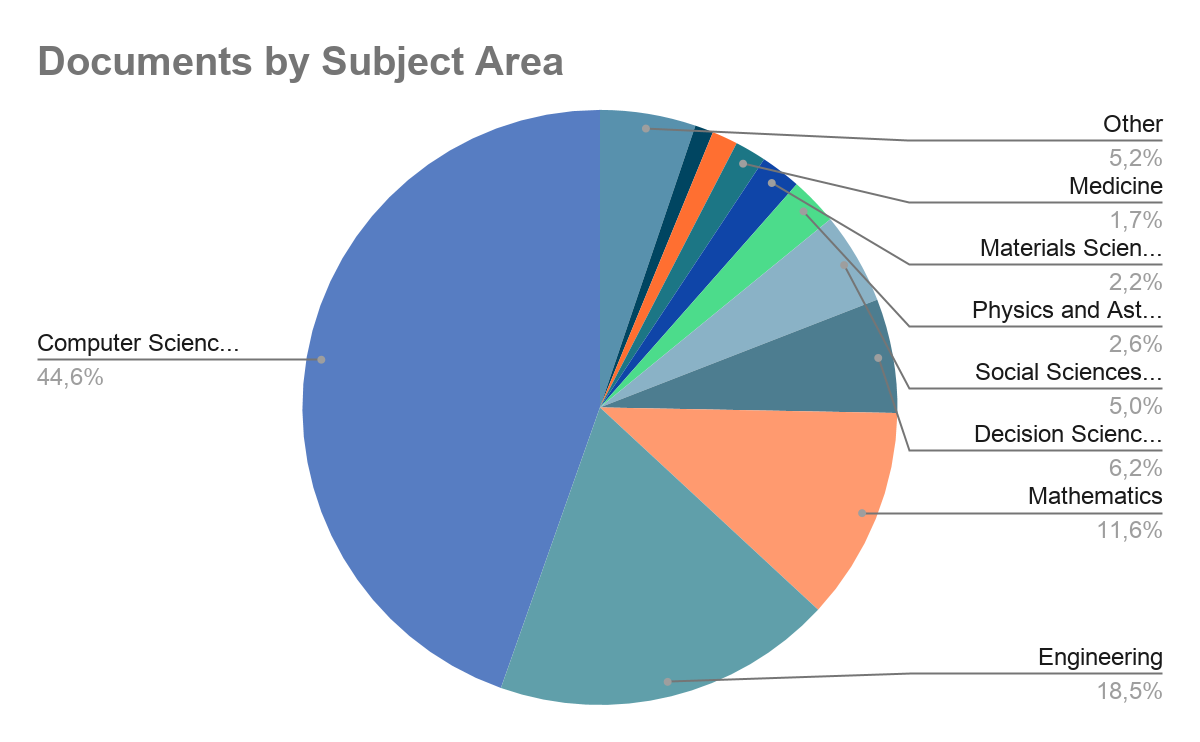 Documents by Subject Area
Other
5,2%
Medicine
1,7%
Materials Scien...
2,2%
Physics and Ast...
2,6%
Social Sciences...
5,0%
Decision Scienc...
6,2%
Mathematics
11,6%
Engineering
18,5%
Computer Scienc...
44,6%